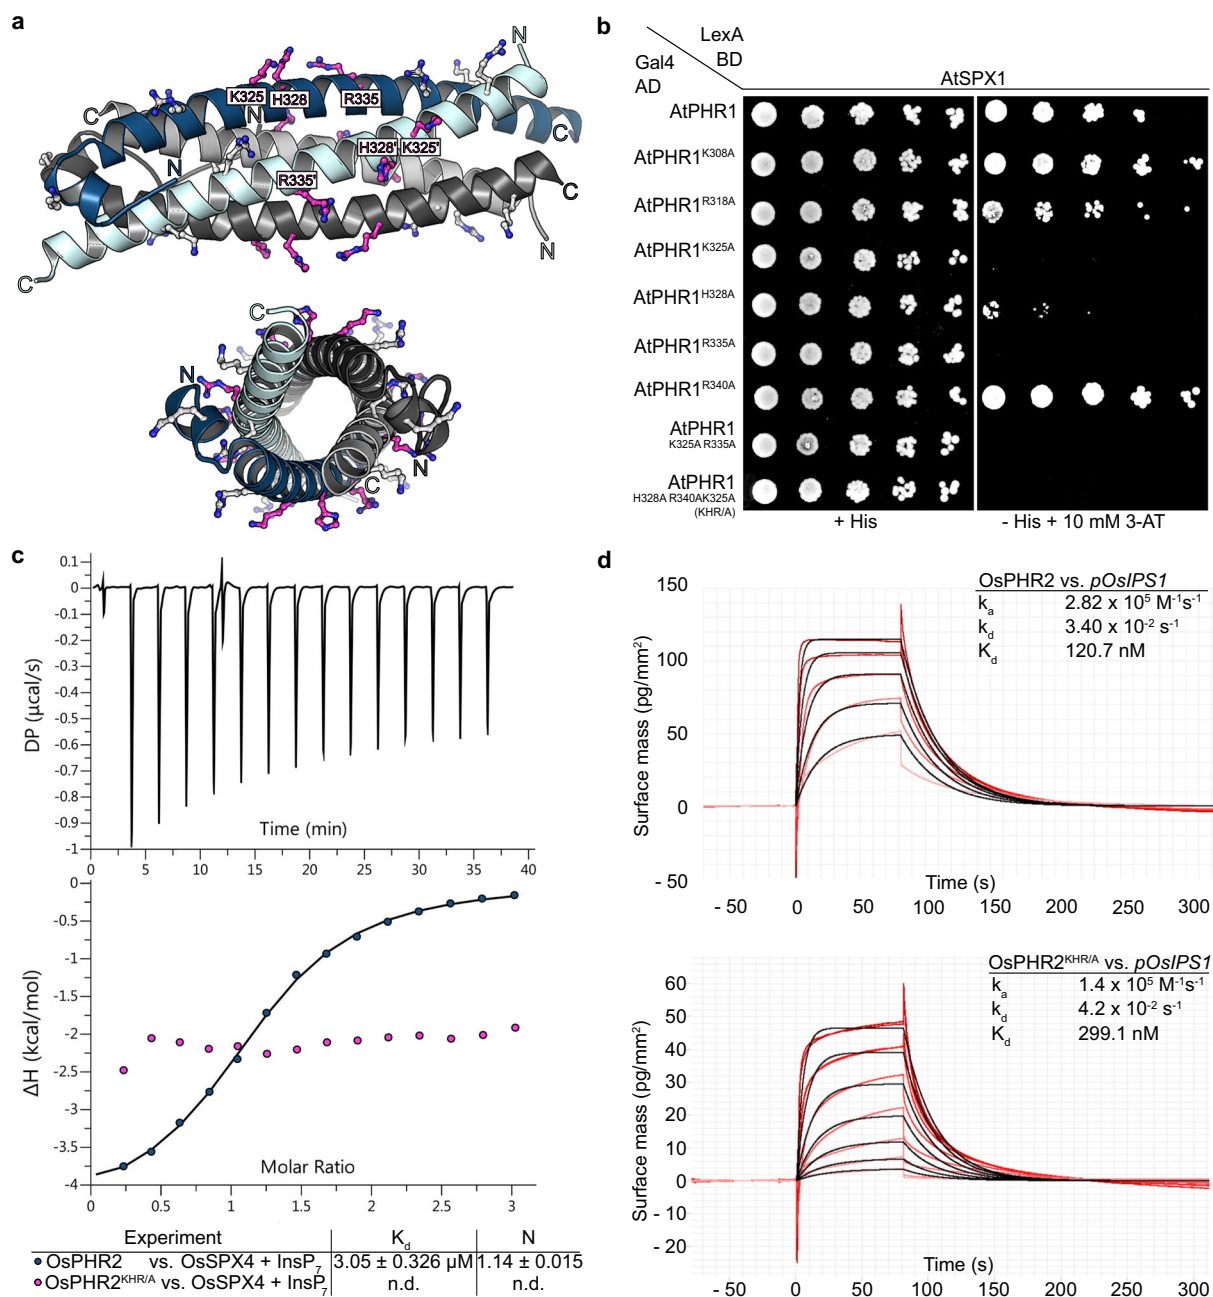 a
N
K325
H328
R335
C
N
H328'
K325'
C
N
R335'
C
N
C
C
N
N
C
b
LexA
BD
Gal4
AD
AtSPX1
AtPHR1
AtPHR1K308A
AtPHR1R318A
AtPHR1K325A
AtPHR1H328A
AtPHR1R335A
AtPHR1R340A
AtPHR1
K325A R335A
AtPHR1
H328A R340AK325A
(KHR/A)
+ His
- His + 10 mM 3-AT
c
0.1
0
-0.1
-0.2
-0.3
-0.4
-0.5
-0.6
-0.7
-0.8
-0.9
-1
DP (µcal/s)
Time (min)
0 5 10 15 20 25 30 35 40
0
-0.5
-1
-1.5
-2
-2.5
-3
-3.5
-4
ΔH (kcal/mol)
Molar Ratio
0 0.5 1 1.5 2 2.5 3
Experiment Kd N
OsPHR2 vs. OsSPX4 + InsP7 3.05 ± 0.326 µM 1.14 ± 0.015
OsPHR2KHR/A vs. OsSPX4 + InsP7 n.d. n.d.
d
OsPHR2 vs. pOsIPS1
ka 2.82 x 10⁵ M⁻¹s⁻¹
kd 3.40 x 10⁻² s⁻¹
Kd 120.7 nM
150
100
50
0
- 50
Surface mass (pg/mm²)
Time (s)
- 50 0 50 100 150 200 250 300
OsPHR2KHR/A vs. pOsIPS1
ka 1.4 x 10⁵ M⁻¹s⁻¹
kd 4.2 x 10⁻² s⁻¹
Kd 299.1 nM
60
50
40
30
20
10
0
- 10
- 20
Surface mass (pg/mm²)
Time (s)
- 50 0 50 100 150 200 250 300